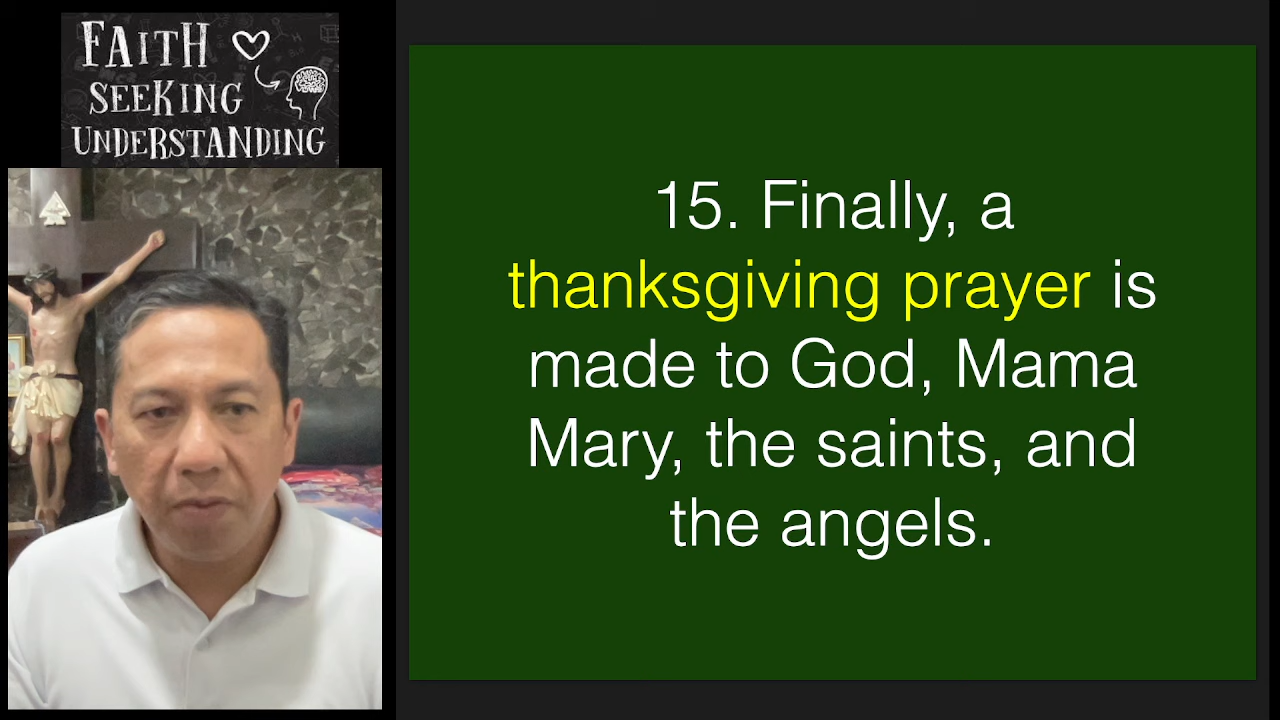 FAITH
SEEKING
UNDERSTANDING
15. Finally, a
thanksgiving prayer is
made to God, Mama
Mary, the saints, and
the angels.